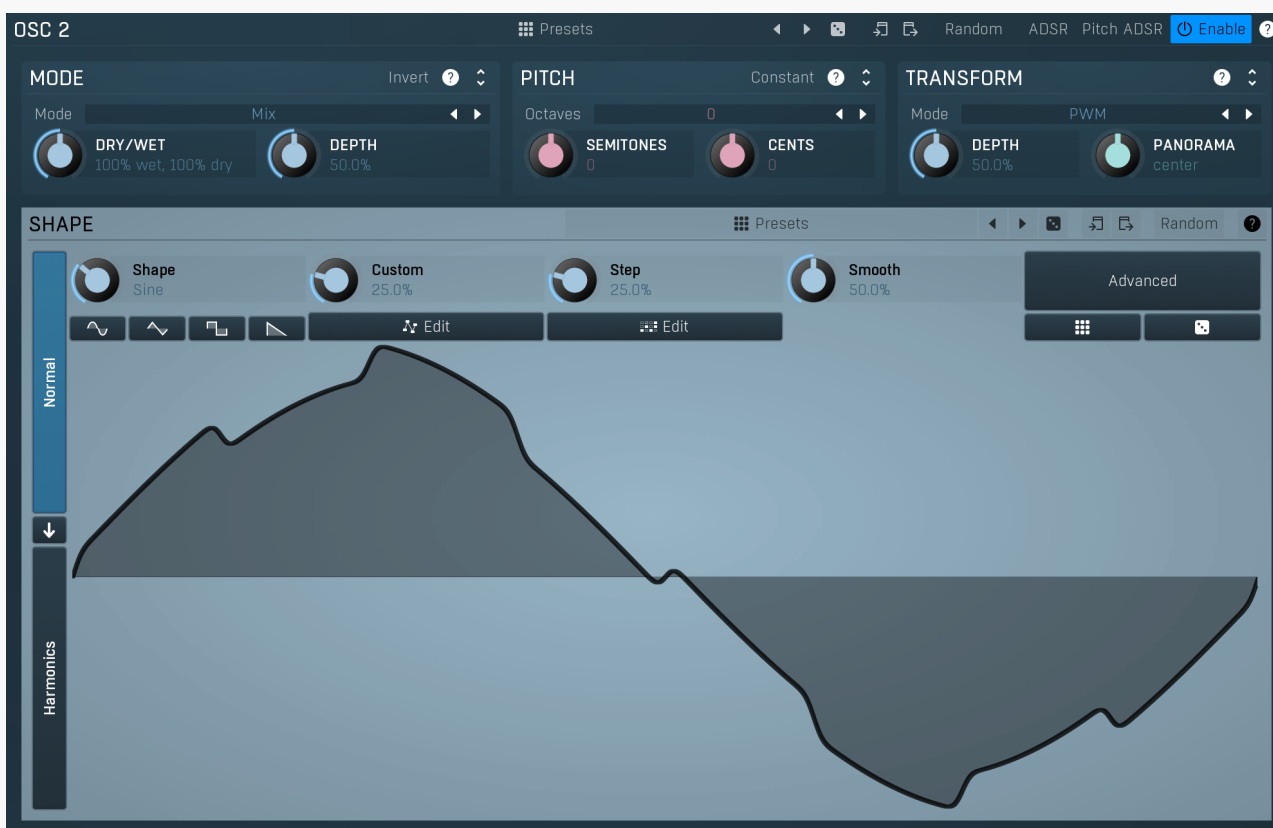 OSC 2 Presets Random ADSR Pitch ADSR Enable ?
MODE Invert ?
Mode Mix
DRY/WET DEPTH
100% wet, 100% dry 50.0%
PITCH Constant ?
Octaves 0
SEMITONES CENTS
0 0
TRANSFORM ?
Mode PWM
DEPTH PANORAMA
50.0% center
SHAPE Presets Random ?
Shape Custom Step Smooth
Sine 25.0% 25.0% 50.0%
Advanced
Edit Edit
Normal
Harmonics